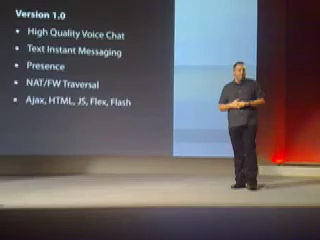 Version 1.0
• High Quality Voice Chat
• Text Instant Messaging
• Presence
• NAT/FW Traversal
• Ajax, HTML, JS, Flex, Flash